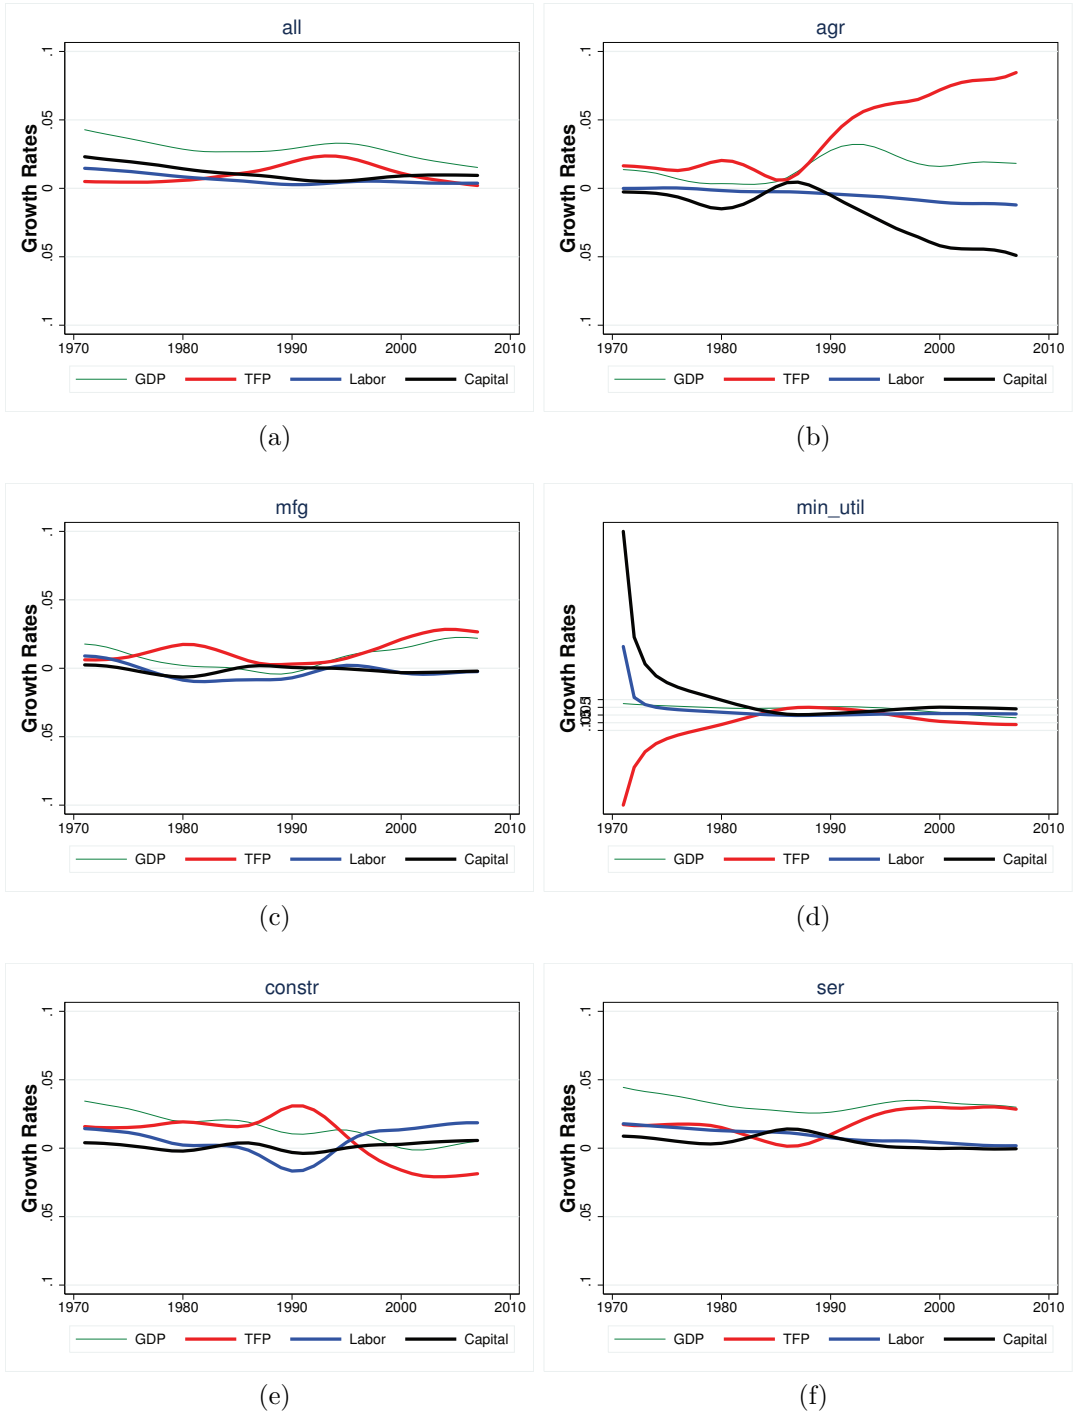 all
Growth Rates
.1
.05
0
.05
.1
1970 1980 1990 2000 2010
GDP TFP Labor Capital
(a)
agr
Growth Rates
.1
.05
0
.05
.1
1970 1980 1990 2000 2010
GDP TFP Labor Capital
(b)
mfg
Growth Rates
.1
.05
0
.05
.1
1970 1980 1990 2000 2010
GDP TFP Labor Capital
(c)
min_util
Growth Rates
1970 1980 1990 2000 2010
GDP TFP Labor Capital
(d)
constr
Growth Rates
.1
.05
0
.05
.1
1970 1980 1990 2000 2010
GDP TFP Labor Capital
(e)
ser
Growth Rates
.1
.05
0
.05
.1
1970 1980 1990 2000 2010
GDP TFP Labor Capital
(f)